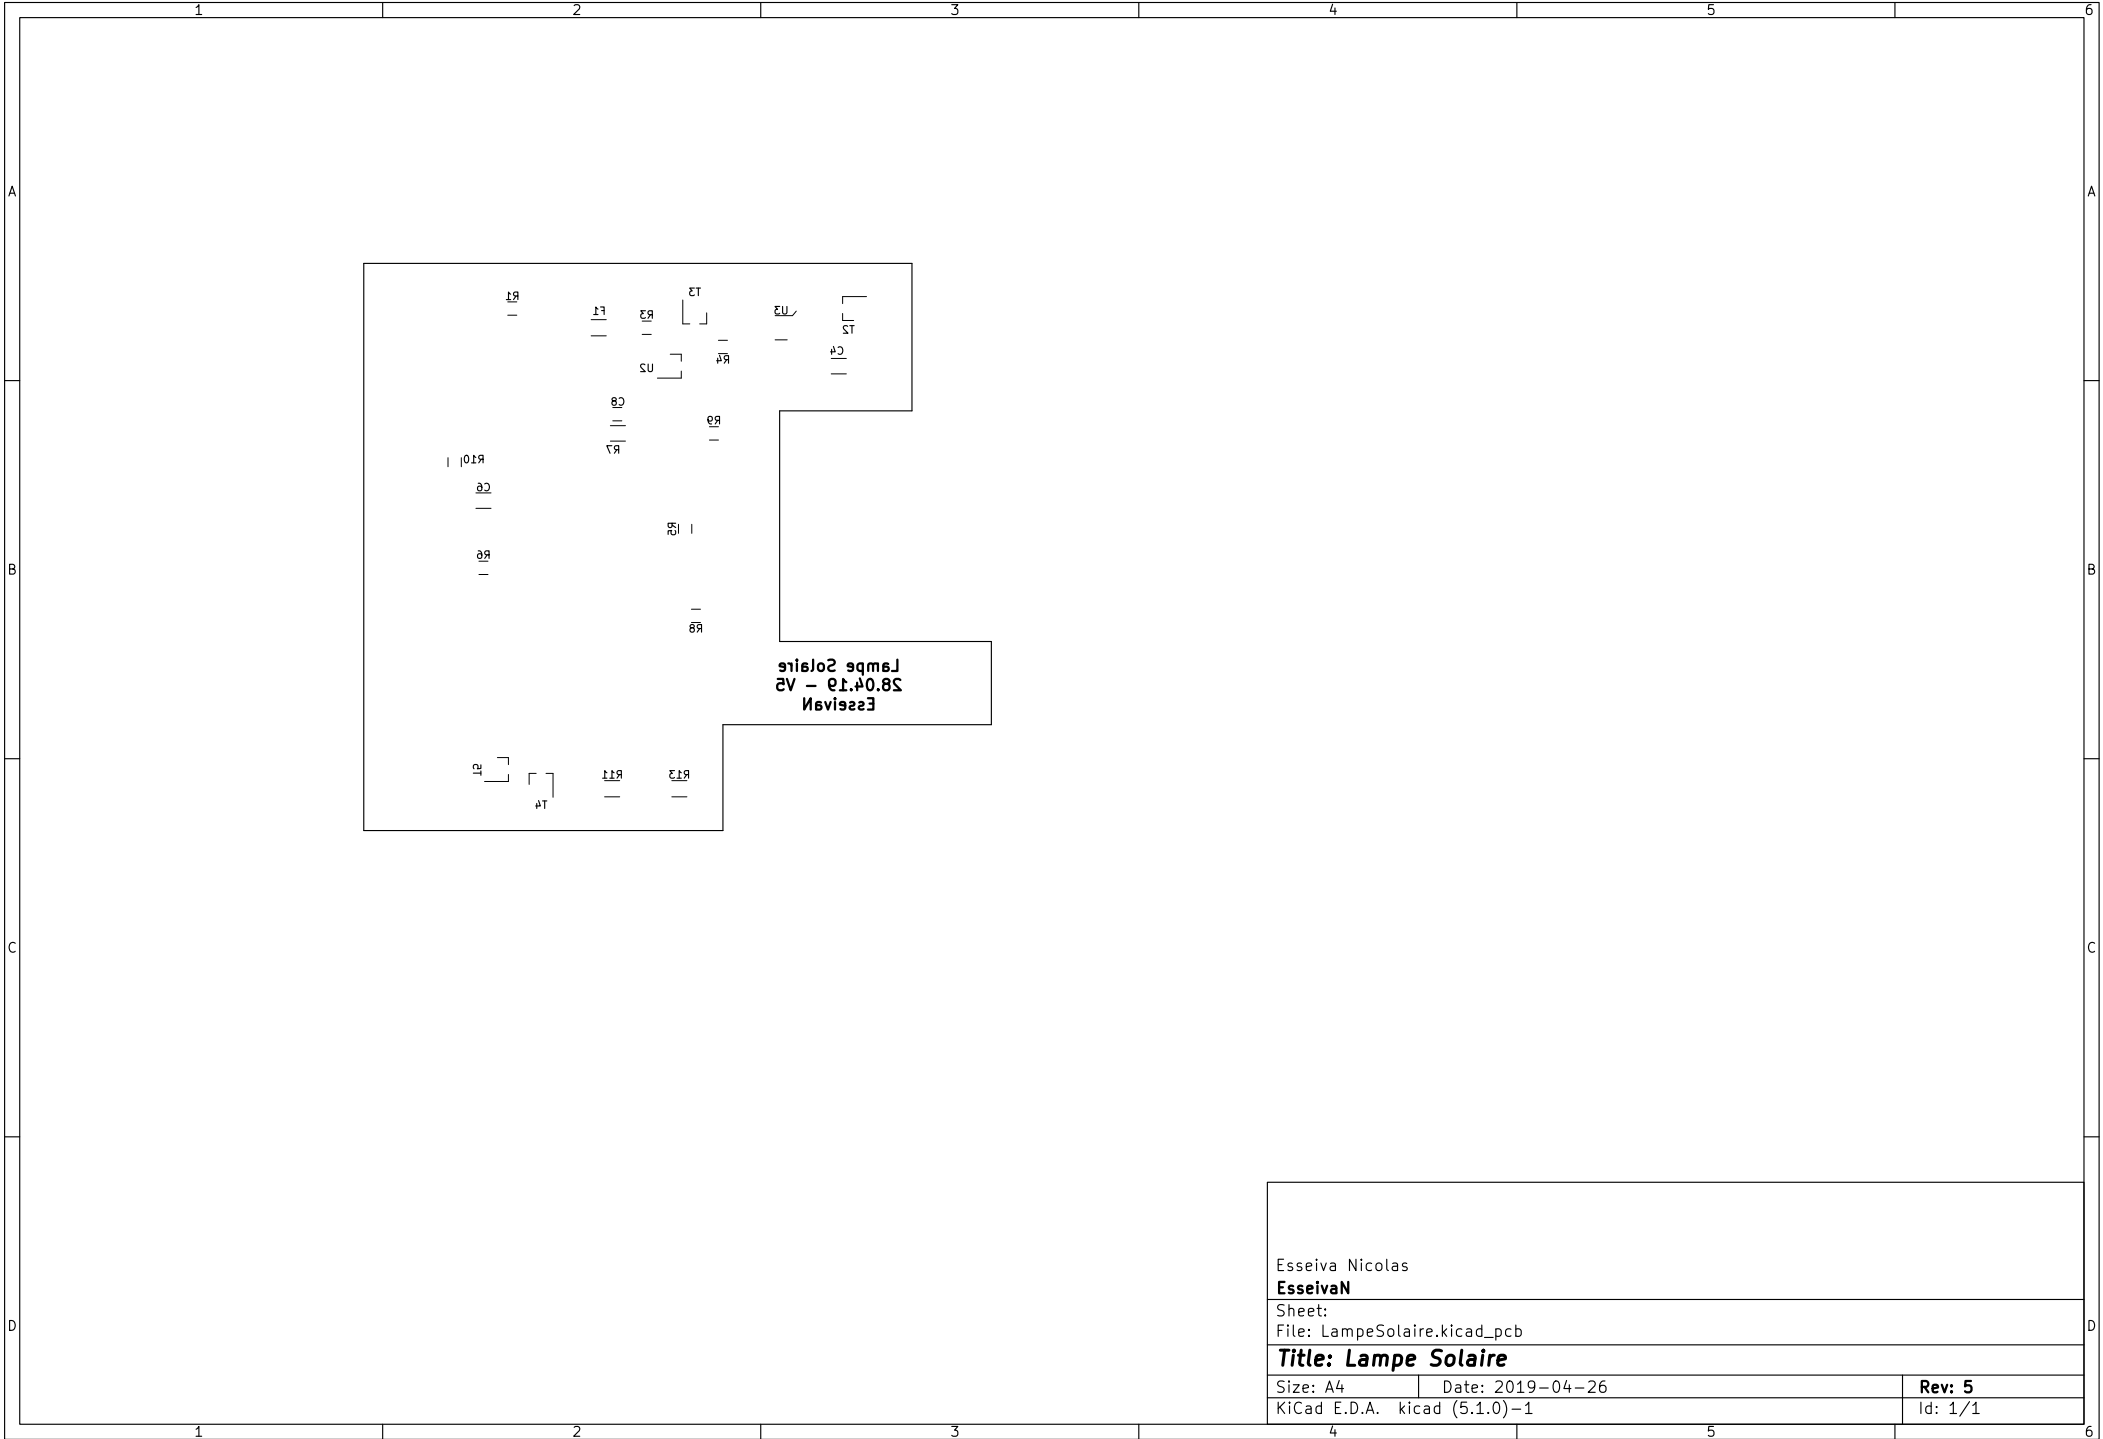 1 2 3 4 5 6
A A
R1
F1
R3
T3
U3
T2
R4
C4
U2
C8
R9
R7
R10
C6
R5
R6
B B
R8
Lampe Solaire
28.04.19 - V5
EsseivaN
T5
T4
R11
R13
C C
Esseiva Nicolas
EsseivaN
Sheet:
File: LampeSolaire.kicad_pcb
D D
Title: Lampe Solaire
Size: A4 Date: 2019-04-26 Rev: 5
KiCad E.D.A. kicad (5.1.0)-1 Id: 1/1
1 2 3 4 5 6